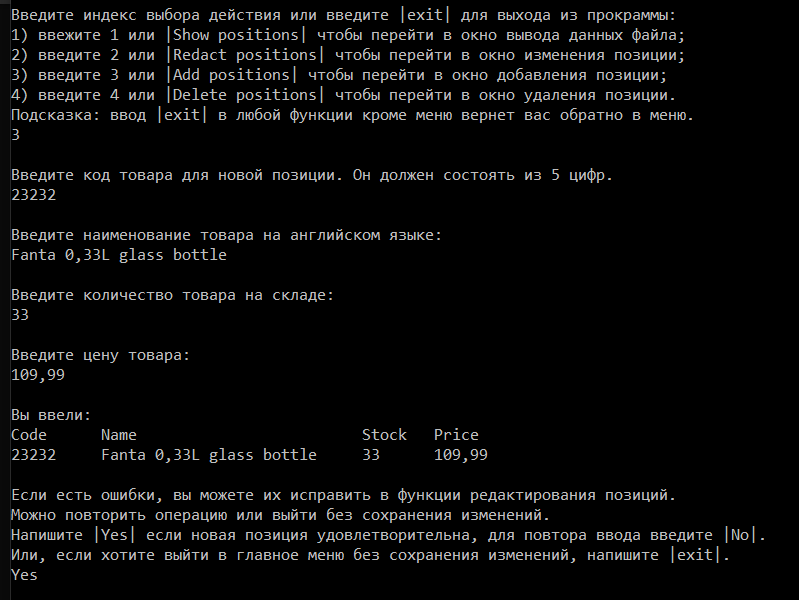 Введите индекс выбора действия или введите |exit| для выхода из прокраммы:
1) ввежите 1 или |Show positions| чтобы перейти в окно вывода данных файла;
2) введите 2 или |Redact positions| чтобы перейти в окно изменения позиции;
3) введите 3 или |Add positions| чтобы перейти в окно добавления позиции;
4) введите 4 или |Delete positions| чтобы перейти в окно удаления позиции.
Подсказка: ввод |exit| в любой функции кроме меню вернет вас обратно в меню.
3
Введите код товара для новой позиции. Он должен состоять из 5 цифр.
23232
Введите наименование товара на английском языке:
Fanta 0,33L glass bottle
Введите количество товара на складе:
33
Введите цену товара:
109,99
Вы ввели:
Code Name Stock Price
23232 Fanta 0,33L glass bottle 33 109,99
Если есть ошибки, вы можете их исправить в функции редактирования позиций.
Можно повторить операцию или выйти без сохранения изменений.
Напишите |Yes| если новая позиция удовлетворительна, для повтора ввода введите |No|.
Или, если хотите выйти в главное меню без сохранения изменений, напишите |exit|.
Yes